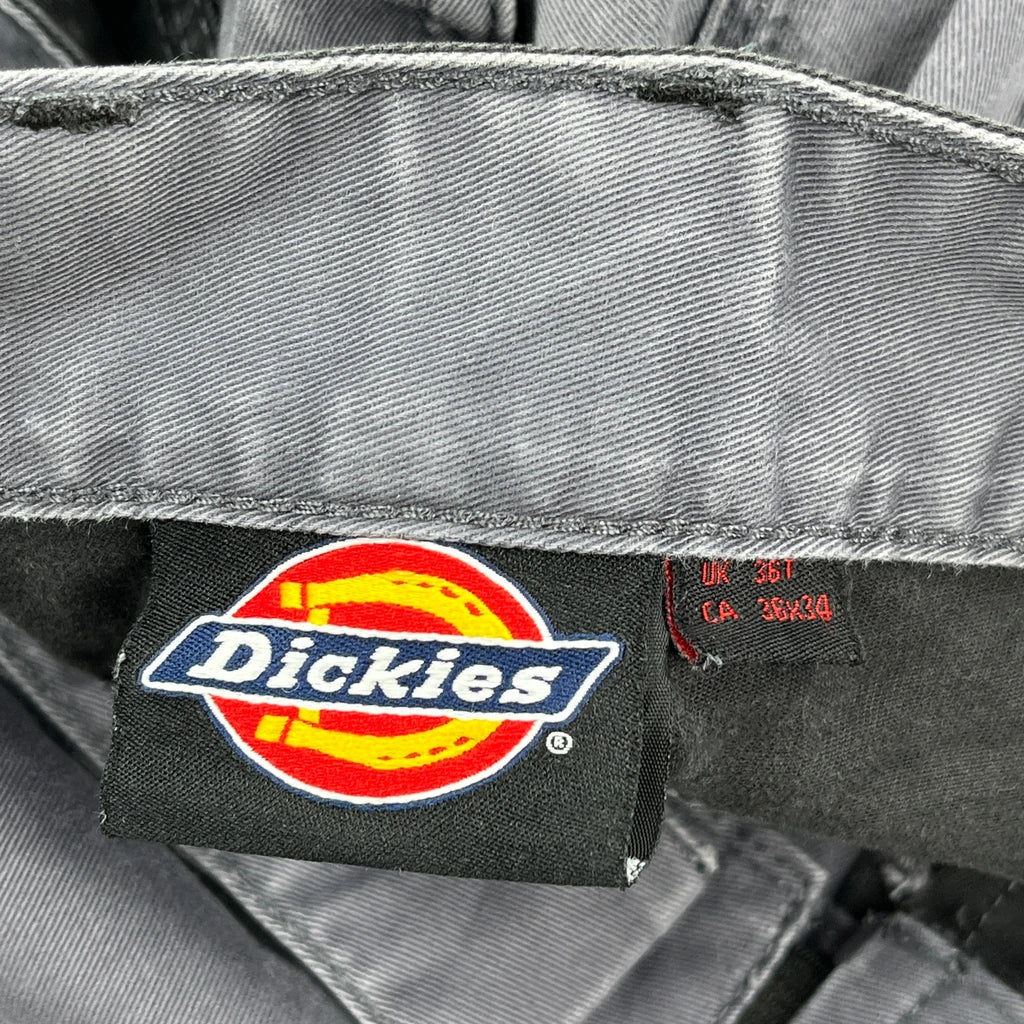 Dickies
®
UK 36T
CA 36x34